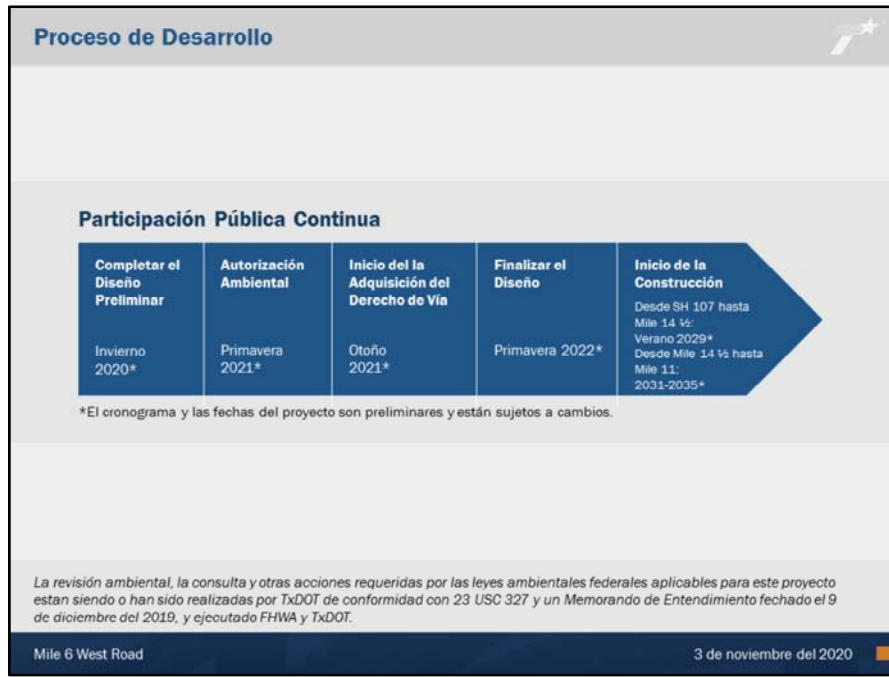 Proceso de Desarrollo
Participación Pública Continua
Completar el
Diseño
Preliminar
Invierno
2020*
Autorización
Ambiental
Primavera
2021*
Inicio del la
Adquisición del
Derecho de Vía
Otoño
2021*
Finalizar el
Diseño
Primavera 2022*
Inicio de la
Construcción
Desde SH 107 hasta
Mile 14 ½:
Verano 2029*
Desde Mile 14 ½ hasta
Mile 11:
2031-2035*
*El cronograma y las fechas del proyecto son preliminares y están sujetos a cambios.
La revisión ambiental, la consulta y otras acciones requeridas por las leyes ambientales federales aplicables para este proyecto
estan siendo o han sido realizadas por TxDOT de conformidad con 23 USC 327 y un Memorando de Entendimiento fechado el 9
de diciembre del 2019, y ejecutado FHWA y TxDOT.
Mile 6 West Road
3 de noviembre del 2020